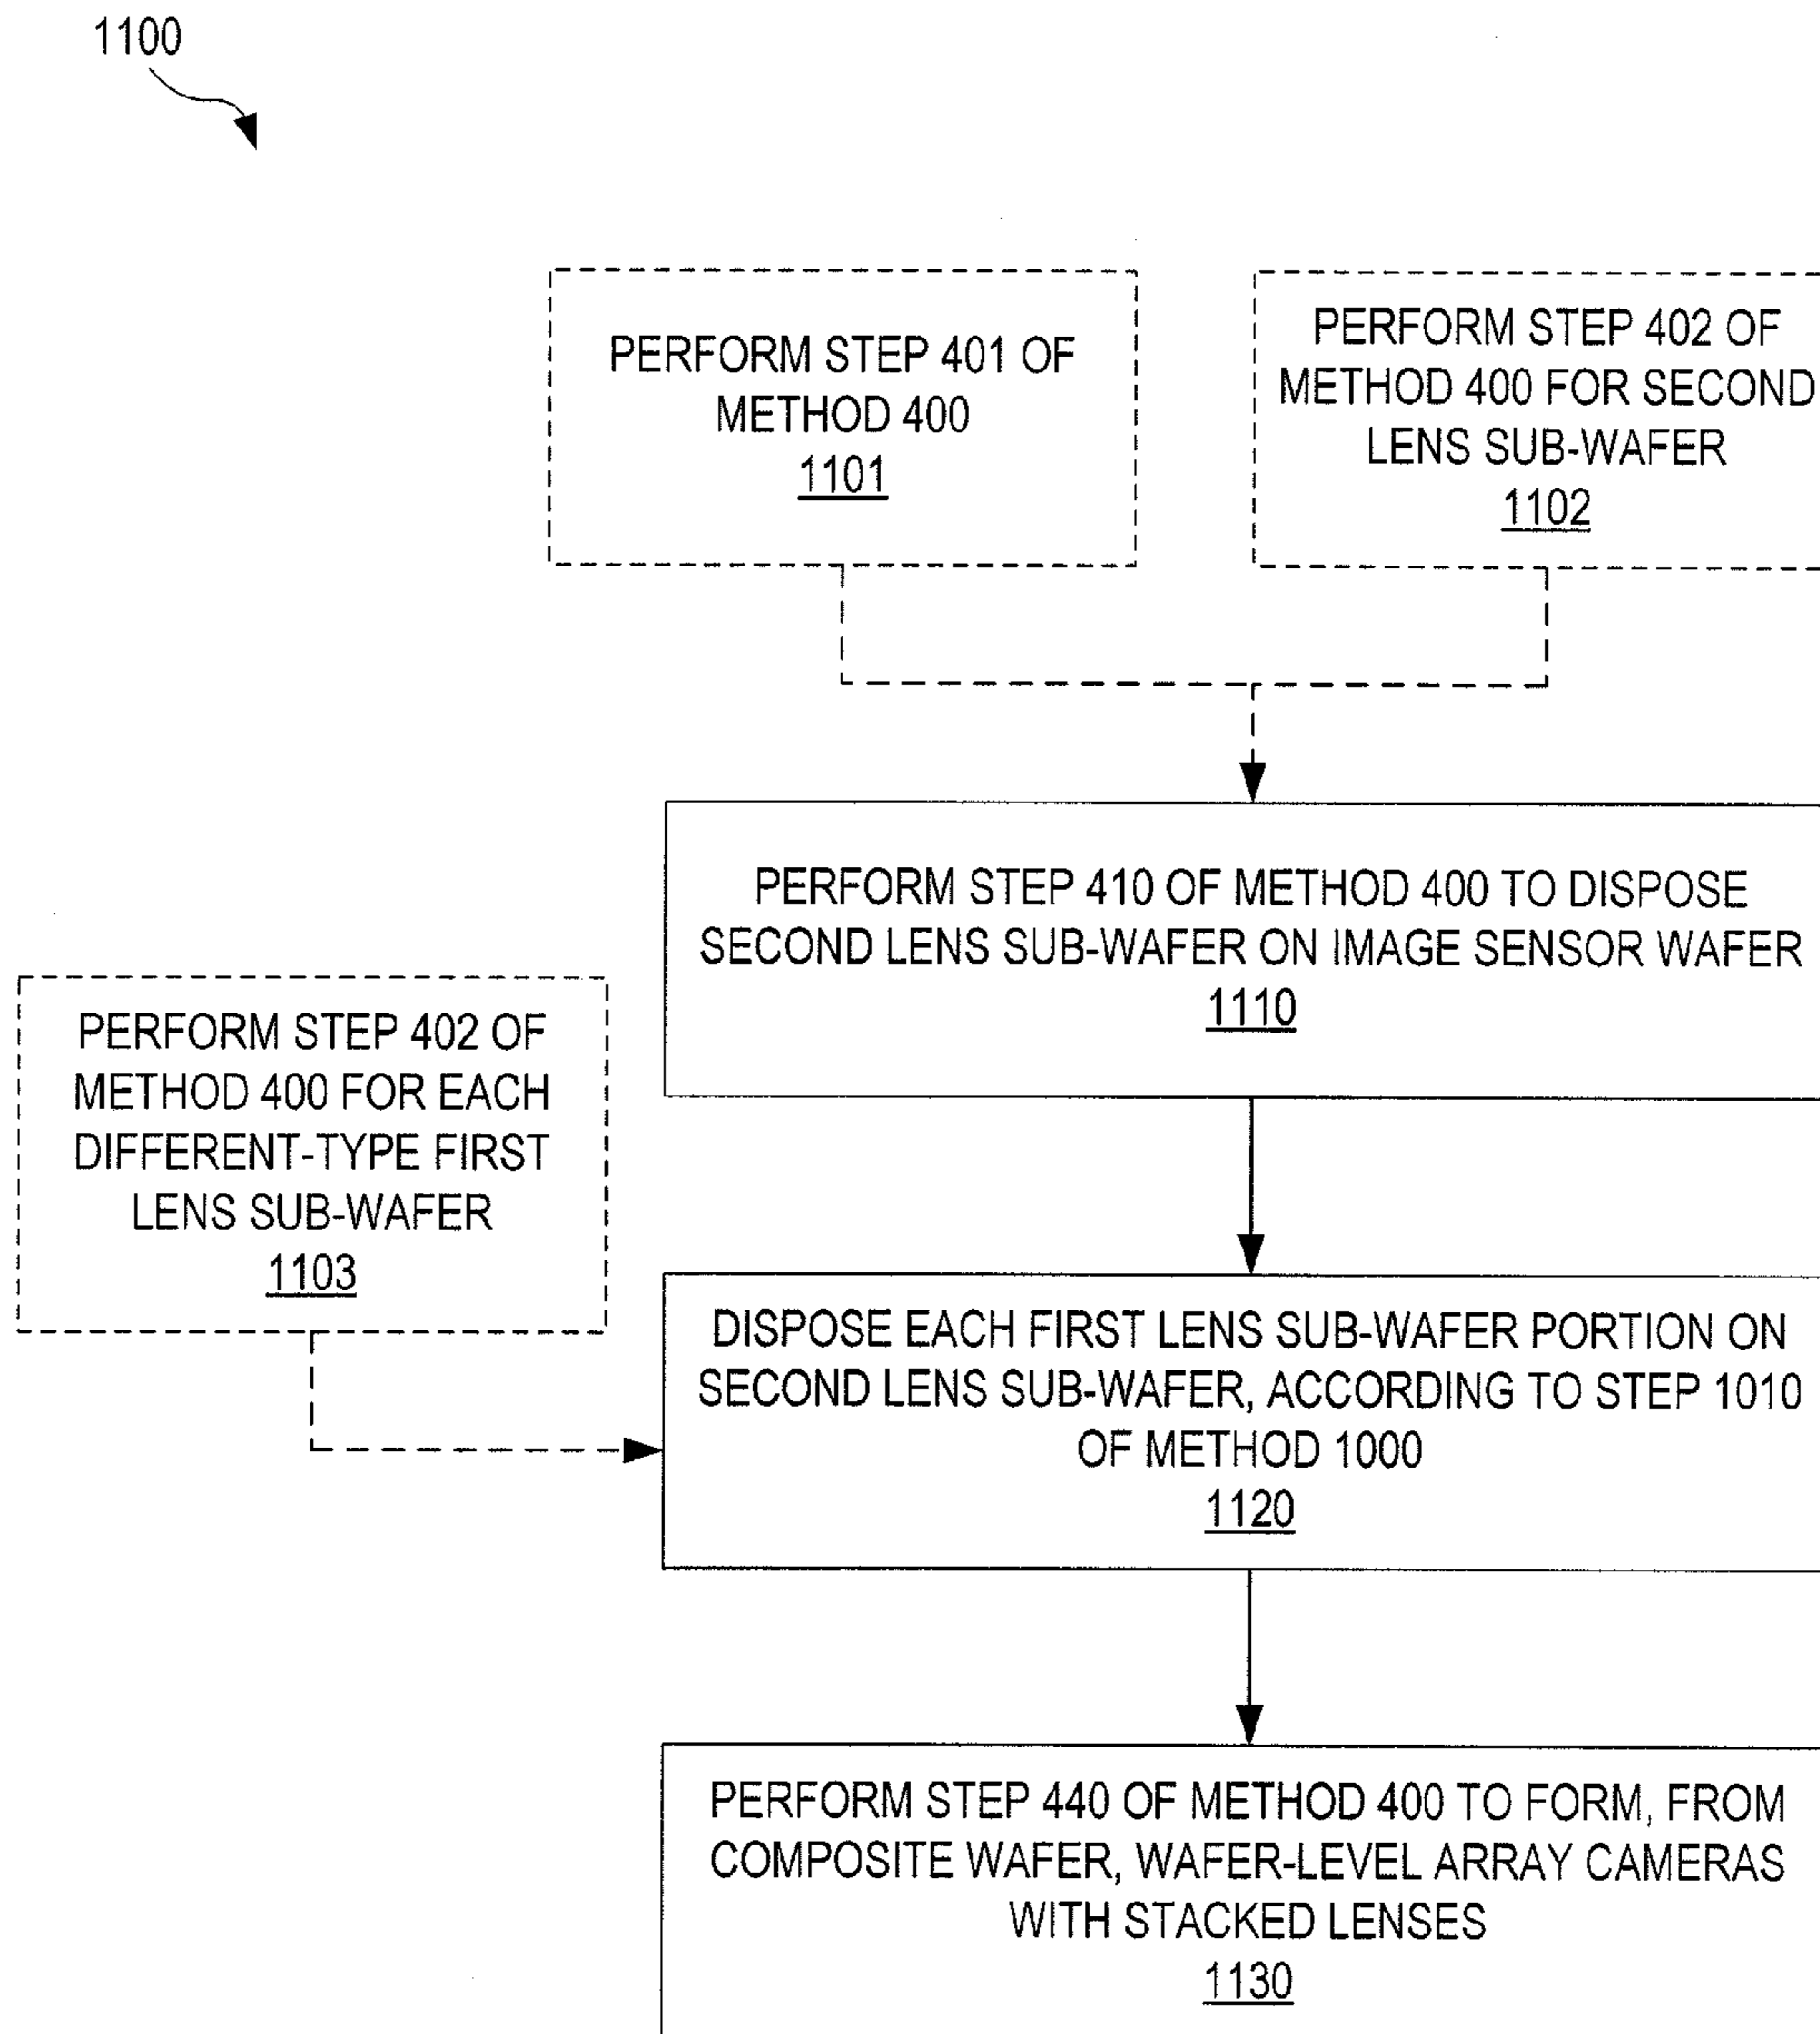 1100
PERFORM STEP 401 OF
METHOD 400
1101
PERFORM STEP 402 OF
METHOD 400 FOR SECOND
LENS SUB-WAFER
1102
PERFORM STEP 410 OF METHOD 400 TO DISPOSE
SECOND LENS SUB-WAFER ON IMAGE SENSOR WAFER
1110
PERFORM STEP 402 OF
METHOD 400 FOR EACH
DIFFERENT-TYPE FIRST
LENS SUB-WAFER
1103
DISPOSE EACH FIRST LENS SUB-WAFER PORTION ON
SECOND LENS SUB-WAFER, ACCORDING TO STEP 1010
OF METHOD 1000
1120
PERFORM STEP 440 OF METHOD 400 TO FORM, FROM
COMPOSITE WAFER, WAFER-LEVEL ARRAY CAMERAS
WITH STACKED LENSES
1130